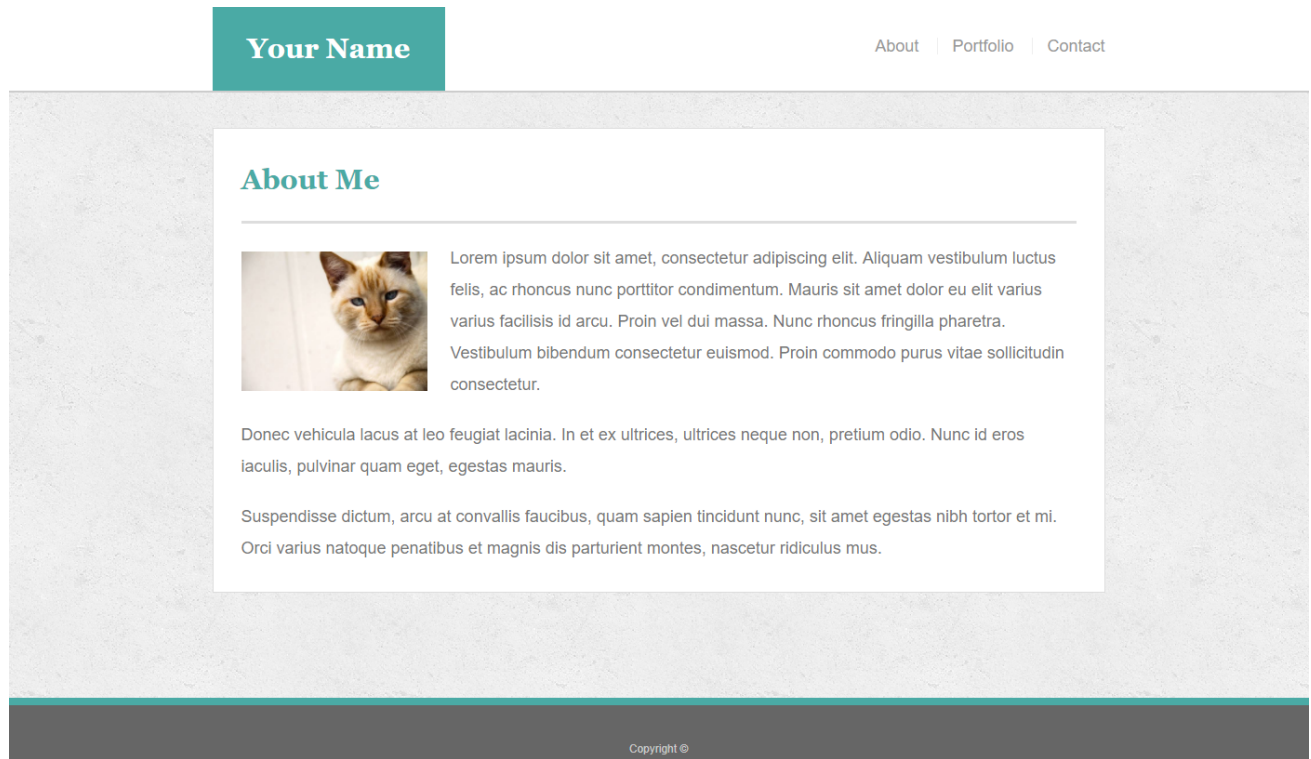 Your Name
About
Portfolio
Contact
About Me
Lorem ipsum dolor sit amet, consectetur adipiscing elit. Aliquam vestibulum luctus
felis, ac rhoncus nunc porttitor condimentum. Mauris sit amet dolor eu elit varius
varius facilisis id arcu. Proin vel dui massa. Nunc rhoncus fringilla pharetra.
Vestibulum bibendum consectetur euismod. Proin commodo purus vitae sollicitudin
consectetur.
Donec vehicula lacus at leo feugiat lacinia. In et ex ultrices, ultrices neque non, pretium odio. Nunc id eros
iaculis, pulvinar quam eget, egestas mauris.
Suspendisse dictum, arcu at convallis faucibus, quam sapien tincidunt nunc, sit amet egestas nibh tortor et mi.
Orci varius natoque penatibus et magnis dis parturient montes, nascetur ridiculus mus.
Copyright ©